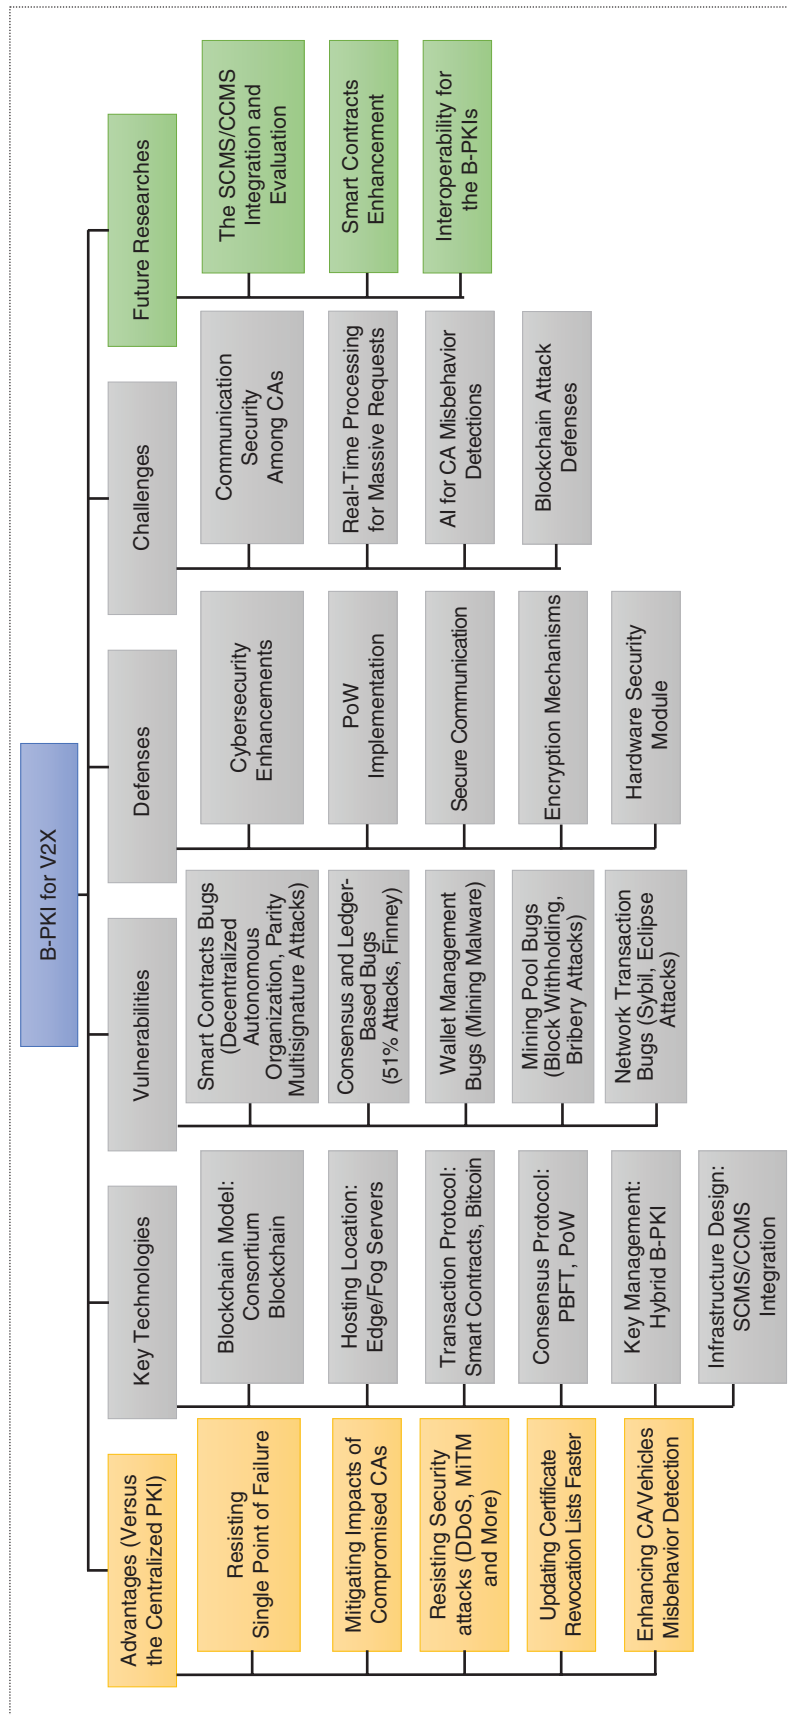 B-PKI for V2X
Advantages (Versus
the Centralized PKI)
Resisting
Single Point of Failure
Mitigating Impacts of
Compromised CAs
Resisting Security
attacks (DDoS, MiTM
and More)
Updating Certificate
Revocation Lists Faster
Enhancing CA/Vehicles
Misbehavior Detection
Key Technologies
Blockchain Model:
Consortium
Blockchain
Hosting Location:
Edge/Fog Servers
Transaction Protocol:
Smart Contracts, Bitcoin
Consensus Protocol:
PBFT, PoW
Key Management:
Hybrid B-PKI
Infrastructure Design:
SCMS/CCMS
Integration
Vulnerabilities
Smart Contracts Bugs
(Decentralized
Autonomous
Organization, Parity
Multisignature Attacks)
Consensus and Ledger-
Based Bugs
(51% Attacks, Finney)
Wallet Management
Bugs (Mining Malware)
Mining Pool Bugs
(Block Withholding,
Bribery Attacks)
Network Transaction
Bugs (Sybil, Eclipse
Attacks)
Defenses
Cybersecurity
Enhancements
PoW
Implementation
Secure Communication
Encryption Mechanisms
Hardware Security
Module
Challenges
Communication
Security
Among CAs
Real-Time Processing
for Massive Requests
AI for CA Misbehavior
Detections
Blockchain Attack
Defenses
Future Researches
The SCMS/CCMS
Integration and
Evaluation
Smart Contracts
Enhancement
Interoperability for
the B-PKIs